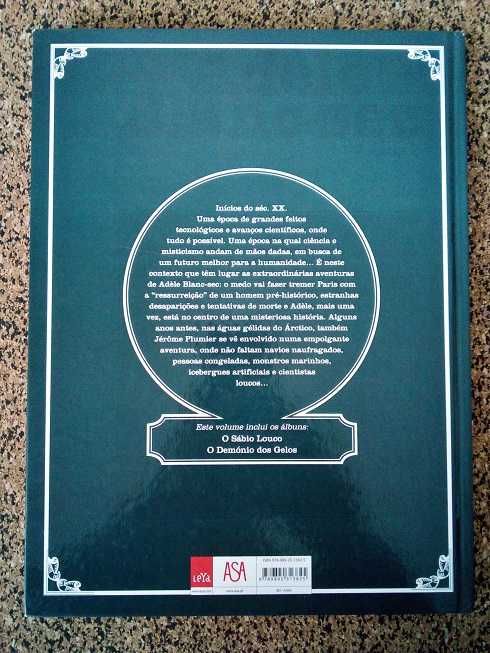 Inícios do séc. XX.
Uma época de grandes feitos
tecnológicos e avanços científicos, onde
tudo é possível. Uma época na qual ciência e
misticismo andam de mãos dadas, em busca de
um futuro melhor para a humanidade... É neste
contexto que têm lugar as extraordinárias aventuras
de Adèle Blanc-sec: o medo vai fazer tremer Paris com
a "ressurreição" de um homem pré-histórico, estranhas
desaparições e tentativas de morte e Adèle, mais uma
vez, está no centro de uma misteriosa história. Alguns
anos antes, nas águas gélidas do Árctico, também
Jérôme Plumier se vê envolvido numa empolgante
aventura, onde não faltam navios naufragados,
pessoas congeladas, monstros marinhos,
icebergues artificiais e cientistas
loucos...
Este volume inclui os álbuns:
O Sábio Louco
O Demónio dos Gelos
LeYa
ASA